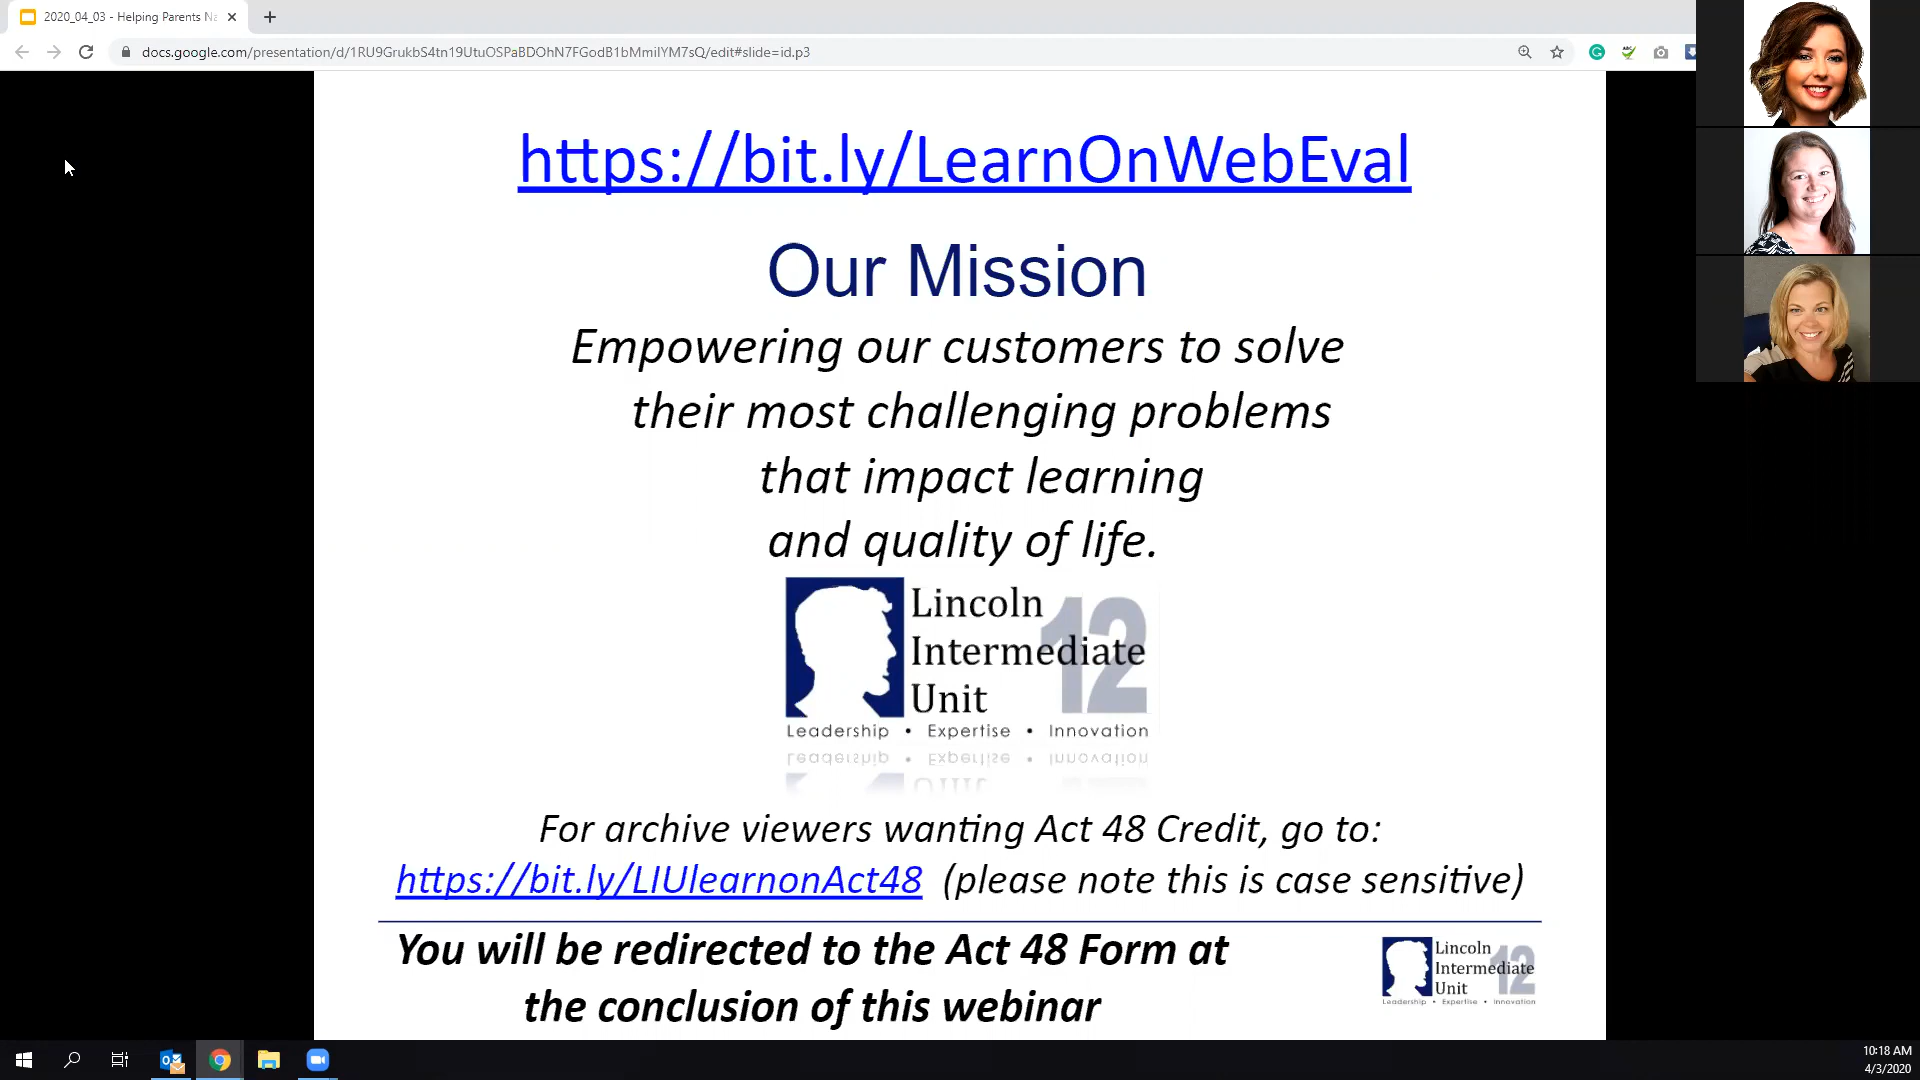 2020_04_03 - Helping Parents Na
docs.google.com/presentation/d/1RU9GrukbS4tn19UtuOSPaBDOhN7FGodB1bMmilYM7sQ/edit#slide=id.p3
https://bit.ly/LearnOnWebEval
Our Mission
Empowering our customers to solve
their most challenging problems
that impact learning
and quality of life.
Lincoln
Intermediate 12
Unit
Leadership • Expertise • Innovation
For archive viewers wanting Act 48 Credit, go to:
https://bit.ly/LIUlearnonAct48 (please note this is case sensitive)
You will be redirected to the Act 48 Form at
the conclusion of this webinar
Lincoln
Intermediate 12
Unit
Leadership • Expertise • Innovation
10:18 AM
4/3/2020